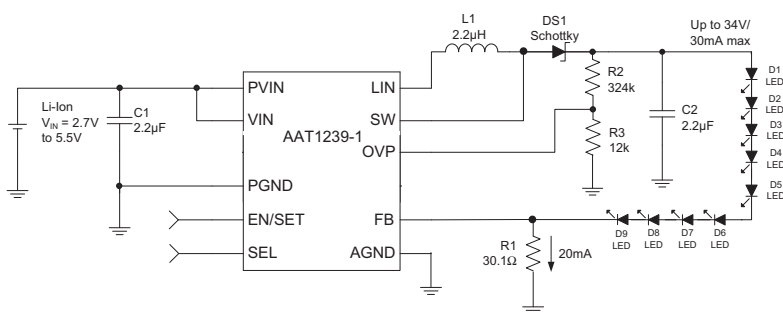 L1
2.2µH
DS1
Schottky
Up to 34V/
30mA max
Li-Ion
VIN = 2.7V
to 5.5V
C1
2.2µF
PVIN
VIN
PGND
EN/SET
SEL
AAT1239-1
LIN
SW
OVP
FB
AGND
R2
324k
R3
12k
C2
2.2µF
D1
LED
D2
LED
D3
LED
D4
LED
D5
LED
D9
LED
D8
LED
D7
LED
D6
LED
R1
30.1Ω
20mA